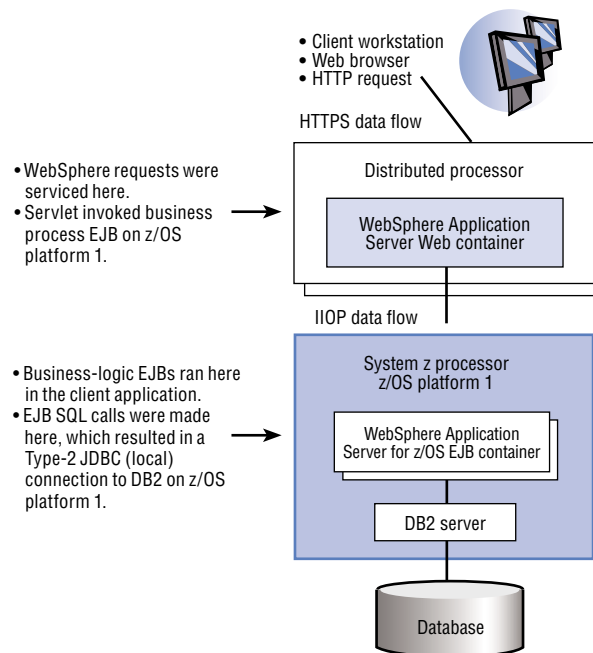 • Client workstation
• Web browser
• HTTP request
HTTPS data flow
• WebSphere requests were
serviced here.
• Servlet invoked business
process EJB on z/OS
platform 1.
Distributed processor
WebSphere Application
Server Web container
IIOP data flow
• Business-logic EJBs ran here
in the client application.
• EJB SQL calls were made
here, which resulted in a
Type-2 JDBC (local)
connection to DB2 on z/OS
platform 1.
System z processor
z/OS platform 1
WebSphere Application
Server for z/OS EJB container
DB2 server
Database